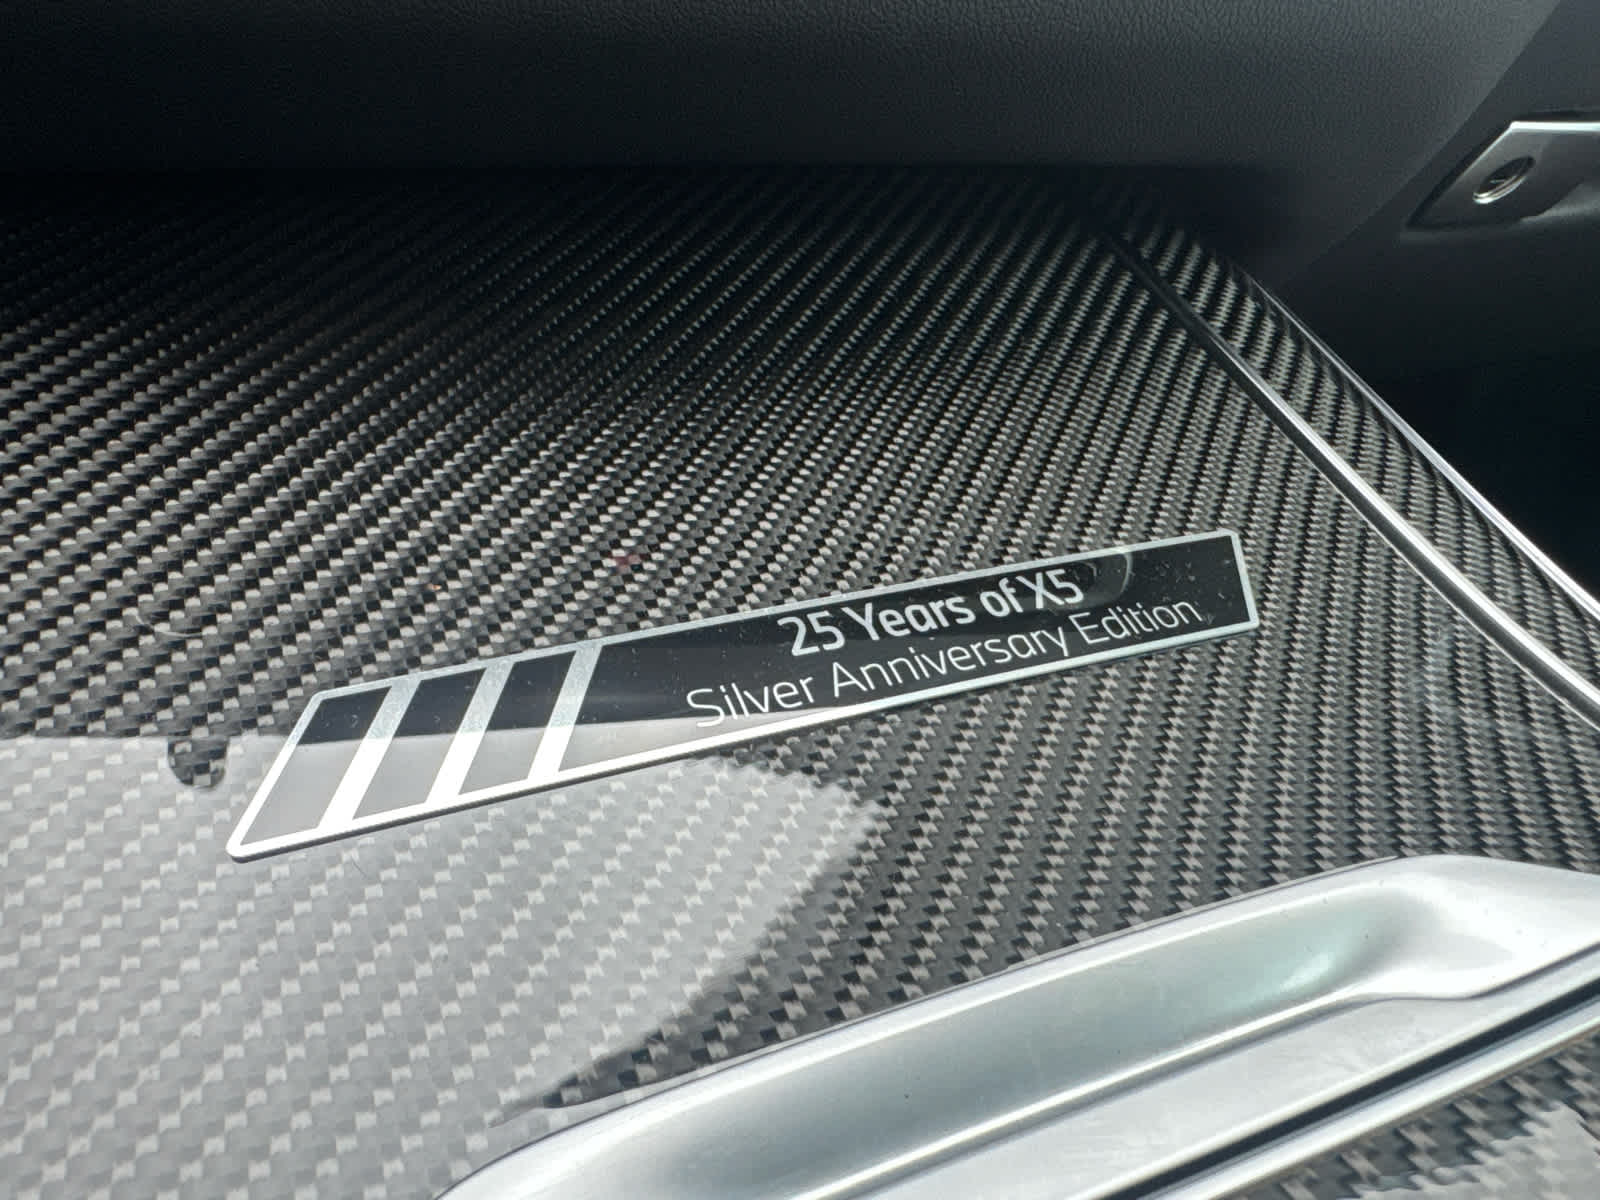 25 Years of X5
Silver Anniversary Edition